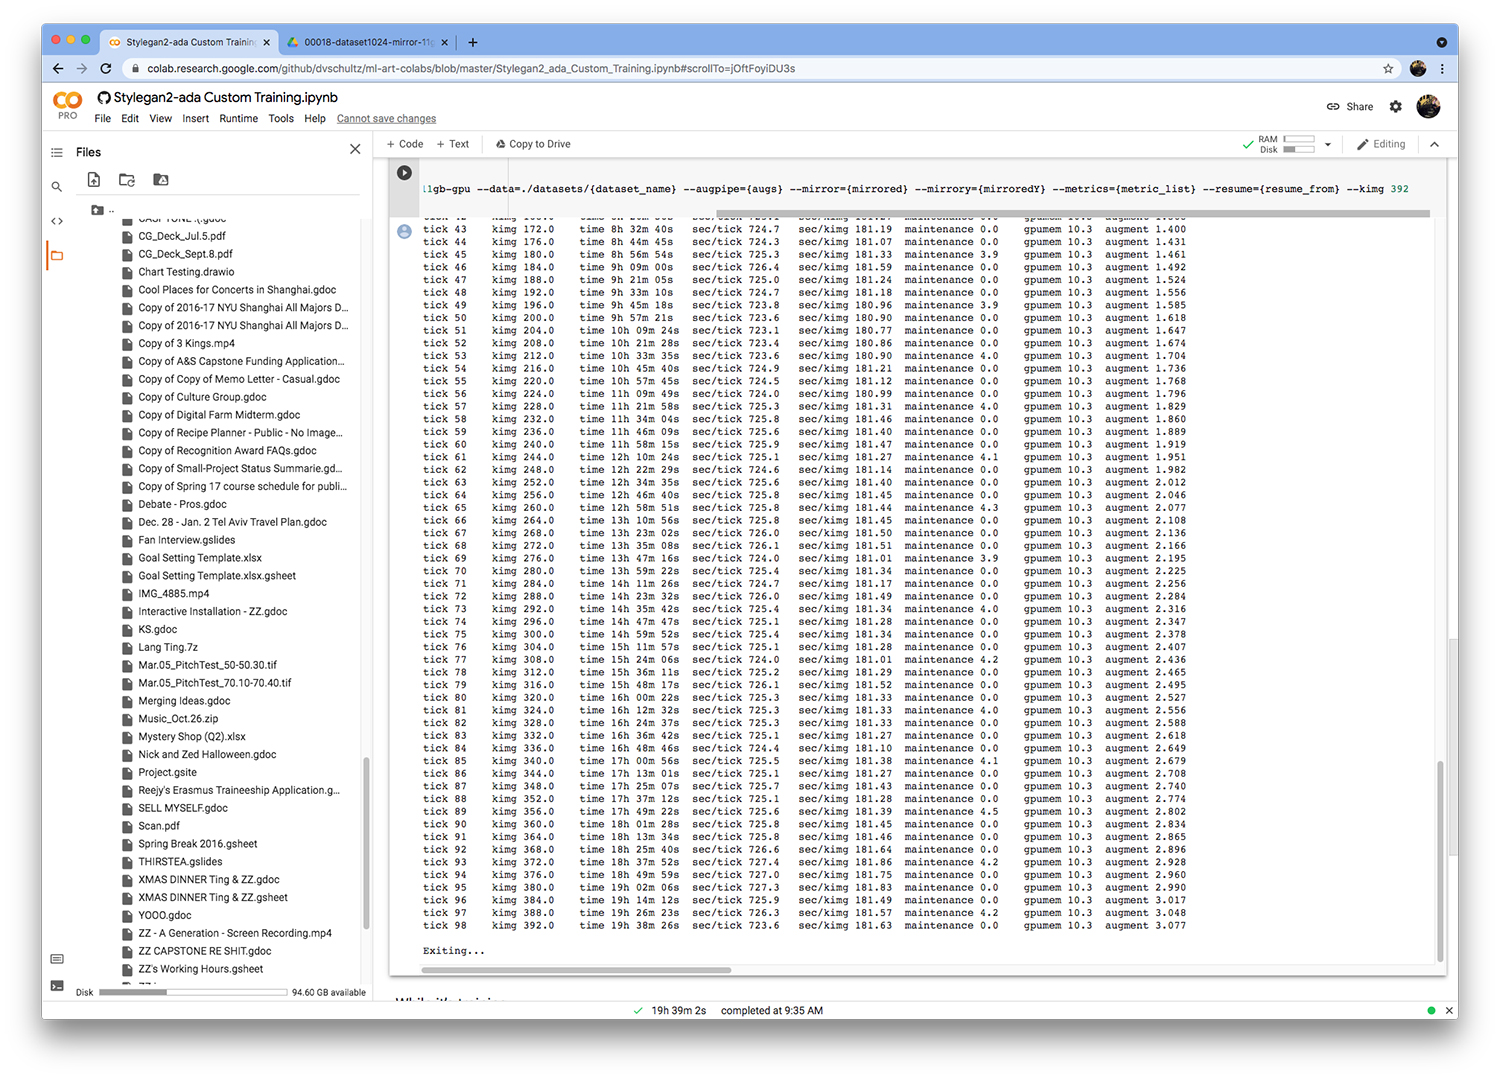 Stylegan2-ada Custom Training
00018-dataset1024-mirror-11g
colab.research.google.com/github/dvschultz/ml-art-colabs/blob/master/Stylegan2_ada_Custom_Training.ipynb#scrollTo=jOftFoyiDU3s
PRO
Stylegan2-ada Custom Training.ipynb
File Edit View Insert Runtime Tools Help Cannot save changes
Share
Files
+ Code + Text Copy to Drive
RAM
Disk
Editing
..
CG_Deck_Jul.5.pdf
CG_Deck_Sept.8.pdf
Chart Testing.drawio
Cool Places for Concerts in Shanghai.gdoc
Copy of 2016-17 NYU Shanghai All Majors D...
Copy of 2016-17 NYU Shanghai All Majors D...
Copy of 3 Kings.mp4
Copy of A&S Capstone Funding Application...
Copy of Copy of Memo Letter - Casual.gdoc
Copy of Culture Group.gdoc
Copy of Digital Farm Midterm.gdoc
Copy of Recipe Planner - Public - No Image...
Copy of Recognition Award FAQs.gdoc
Copy of Small-Project Status Summarie.gd...
Copy of Spring 17 course schedule for publi...
Debate - Pros.gdoc
Dec. 28 - Jan. 2 Tel Aviv Travel Plan.gdoc
Fan Interview.gslides
Goal Setting Template.xlsx
Goal Setting Template.xlsx.gsheet
IMG_4885.mp4
Interactive Installation - ZZ.gdoc
KS.gdoc
Lang Ting.7z
Mar.05_PitchTest_50-50.30.tif
Mar.05_PitchTest_70.10-70.40.tif
Merging Ideas.gdoc
Music_Oct.26.zip
Mystery Shop (Q2).xlsx
Nick and Zed Halloween.gdoc
Project.gsite
Reejy's Erasmus Traineeship Application.g...
SELL MYSELF.gdoc
Scan.pdf
Spring Break 2016.gsheet
THIRSTEA.gslides
XMAS DINNER Ting & ZZ.gdoc
XMAS DINNER Ting & ZZ.gsheet
YOOO.gdoc
ZZ - A Generation - Screen Recording.mp4
ZZ CAPSTONE RE SHIT.gdoc
ZZ's Working Hours.gsheet
Disk 94.60 GB available
11gb-gpu --data=./datasets/{dataset_name} --augpipe={augs} --mirror={mirrored} --mirrory={mirroredY} --metrics={metric_list} --resume={resume_from} --kimg 392
tick 43 kimg 172.0 time 8h 32m 40s sec/tick 724.7 sec/kimg 181.19 maintenance 0.0 gpumem 10.3 augment 1.400
tick 44 kimg 176.0 time 8h 44m 45s sec/tick 724.3 sec/kimg 181.07 maintenance 0.0 gpumem 10.3 augment 1.431
tick 45 kimg 180.0 time 8h 56m 54s sec/tick 725.3 sec/kimg 181.33 maintenance 3.9 gpumem 10.3 augment 1.461
tick 46 kimg 184.0 time 9h 09m 00s sec/tick 726.4 sec/kimg 181.59 maintenance 0.0 gpumem 10.3 augment 1.492
tick 47 kimg 188.0 time 9h 21m 05s sec/tick 725.0 sec/kimg 181.24 maintenance 0.0 gpumem 10.3 augment 1.524
tick 48 kimg 192.0 time 9h 33m 10s sec/tick 724.7 sec/kimg 181.18 maintenance 0.0 gpumem 10.3 augment 1.556
tick 49 kimg 196.0 time 9h 45m 18s sec/tick 723.8 sec/kimg 180.96 maintenance 3.9 gpumem 10.3 augment 1.585
tick 50 kimg 200.0 time 9h 57m 21s sec/tick 723.6 sec/kimg 180.90 maintenance 0.0 gpumem 10.3 augment 1.618
tick 51 kimg 204.0 time 10h 09m 24s sec/tick 723.1 sec/kimg 180.77 maintenance 0.0 gpumem 10.3 augment 1.647
tick 52 kimg 208.0 time 10h 21m 28s sec/tick 723.4 sec/kimg 180.86 maintenance 0.0 gpumem 10.3 augment 1.674
tick 53 kimg 212.0 time 10h 33m 35s sec/tick 723.6 sec/kimg 180.90 maintenance 4.0 gpumem 10.3 augment 1.704
tick 54 kimg 216.0 time 10h 45m 40s sec/tick 724.9 sec/kimg 181.21 maintenance 0.0 gpumem 10.3 augment 1.736
tick 55 kimg 220.0 time 10h 57m 45s sec/tick 724.5 sec/kimg 181.12 maintenance 0.0 gpumem 10.3 augment 1.768
tick 56 kimg 224.0 time 11h 09m 49s sec/tick 724.0 sec/kimg 180.99 maintenance 0.0 gpumem 10.3 augment 1.796
tick 57 kimg 228.0 time 11h 21m 58s sec/tick 725.3 sec/kimg 181.31 maintenance 4.0 gpumem 10.3 augment 1.829
tick 58 kimg 232.0 time 11h 34m 04s sec/tick 725.8 sec/kimg 181.46 maintenance 0.0 gpumem 10.3 augment 1.860
tick 59 kimg 236.0 time 11h 46m 09s sec/tick 725.6 sec/kimg 181.40 maintenance 0.0 gpumem 10.3 augment 1.889
tick 60 kimg 240.0 time 11h 58m 15s sec/tick 725.9 sec/kimg 181.47 maintenance 0.0 gpumem 10.3 augment 1.919
tick 61 kimg 244.0 time 12h 10m 24s sec/tick 725.1 sec/kimg 181.27 maintenance 4.1 gpumem 10.3 augment 1.951
tick 62 kimg 248.0 time 12h 22m 29s sec/tick 724.6 sec/kimg 181.14 maintenance 0.0 gpumem 10.3 augment 1.982
tick 63 kimg 252.0 time 12h 34m 35s sec/tick 725.6 sec/kimg 181.40 maintenance 0.0 gpumem 10.3 augment 2.012
tick 64 kimg 256.0 time 12h 46m 40s sec/tick 725.8 sec/kimg 181.45 maintenance 0.0 gpumem 10.3 augment 2.046
tick 65 kimg 260.0 time 12h 58m 51s sec/tick 725.8 sec/kimg 181.44 maintenance 4.3 gpumem 10.3 augment 2.077
tick 66 kimg 264.0 time 13h 10m 56s sec/tick 725.8 sec/kimg 181.45 maintenance 0.0 gpumem 10.3 augment 2.108
tick 67 kimg 268.0 time 13h 23m 02s sec/tick 725.6 sec/kimg 181.50 maintenance 0.0 gpumem 10.3 augment 2.136
tick 68 kimg 272.0 time 13h 35m 08s sec/tick 726.1 sec/kimg 181.51 maintenance 0.0 gpumem 10.3 augment 2.166
tick 69 kimg 276.0 time 13h 47m 16s sec/tick 724.0 sec/kimg 181.01 maintenance 3.9 gpumem 10.3 augment 2.195
tick 70 kimg 280.0 time 13h 59m 22s sec/tick 725.4 sec/kimg 181.34 maintenance 0.0 gpumem 10.3 augment 2.225
tick 71 kimg 284.0 time 14h 11m 26s sec/tick 724.7 sec/kimg 181.17 maintenance 0.0 gpumem 10.3 augment 2.256
tick 72 kimg 288.0 time 14h 23m 32s sec/tick 726.0 sec/kimg 181.49 maintenance 0.0 gpumem 10.3 augment 2.284
tick 73 kimg 292.0 time 14h 35m 42s sec/tick 725.4 sec/kimg 181.34 maintenance 4.0 gpumem 10.3 augment 2.316
tick 74 kimg 296.0 time 14h 47m 47s sec/tick 725.1 sec/kimg 181.28 maintenance 0.0 gpumem 10.3 augment 2.347
tick 75 kimg 300.0 time 14h 59m 52s sec/tick 725.4 sec/kimg 181.34 maintenance 0.0 gpumem 10.3 augment 2.378
tick 76 kimg 304.0 time 15h 11m 57s sec/tick 725.1 sec/kimg 181.28 maintenance 0.0 gpumem 10.3 augment 2.407
tick 77 kimg 308.0 time 15h 24m 06s sec/tick 724.0 sec/kimg 181.01 maintenance 4.2 gpumem 10.3 augment 2.436
tick 78 kimg 312.0 time 15h 36m 11s sec/tick 725.2 sec/kimg 181.29 maintenance 0.0 gpumem 10.3 augment 2.465
tick 79 kimg 316.0 time 15h 48m 17s sec/tick 726.1 sec/kimg 181.52 maintenance 0.0 gpumem 10.3 augment 2.495
tick 80 kimg 320.0 time 16h 00m 22s sec/tick 725.3 sec/kimg 181.33 maintenance 0.0 gpumem 10.3 augment 2.527
tick 81 kimg 324.0 time 16h 12m 32s sec/tick 725.3 sec/kimg 181.33 maintenance 4.0 gpumem 10.3 augment 2.556
tick 82 kimg 328.0 time 16h 24m 37s sec/tick 725.3 sec/kimg 181.33 maintenance 0.0 gpumem 10.3 augment 2.588
tick 83 kimg 332.0 time 16h 36m 42s sec/tick 725.1 sec/kimg 181.27 maintenance 0.0 gpumem 10.3 augment 2.618
tick 84 kimg 336.0 time 16h 48m 46s sec/tick 724.4 sec/kimg 181.10 maintenance 0.0 gpumem 10.3 augment 2.649
tick 85 kimg 340.0 time 17h 00m 56s sec/tick 725.5 sec/kimg 181.38 maintenance 4.1 gpumem 10.3 augment 2.679
tick 86 kimg 344.0 time 17h 13m 01s sec/tick 725.1 sec/kimg 181.27 maintenance 0.0 gpumem 10.3 augment 2.708
tick 87 kimg 348.0 time 17h 25m 07s sec/tick 725.7 sec/kimg 181.43 maintenance 0.0 gpumem 10.3 augment 2.740
tick 88 kimg 352.0 time 17h 37m 12s sec/tick 725.1 sec/kimg 181.28 maintenance 0.0 gpumem 10.3 augment 2.774
tick 89 kimg 356.0 time 17h 49m 22s sec/tick 725.6 sec/kimg 181.39 maintenance 4.5 gpumem 10.3 augment 2.802
tick 90 kimg 360.0 time 18h 01m 28s sec/tick 725.8 sec/kimg 181.45 maintenance 0.0 gpumem 10.3 augment 2.834
tick 91 kimg 364.0 time 18h 13m 34s sec/tick 725.8 sec/kimg 181.46 maintenance 0.0 gpumem 10.3 augment 2.865
tick 92 kimg 368.0 time 18h 25m 40s sec/tick 726.6 sec/kimg 181.64 maintenance 0.0 gpumem 10.3 augment 2.896
tick 93 kimg 372.0 time 18h 37m 52s sec/tick 727.4 sec/kimg 181.86 maintenance 4.2 gpumem 10.3 augment 2.928
tick 94 kimg 376.0 time 18h 49m 59s sec/tick 727.0 sec/kimg 181.75 maintenance 0.0 gpumem 10.3 augment 2.960
tick 95 kimg 380.0 time 19h 02m 06s sec/tick 727.3 sec/kimg 181.83 maintenance 0.0 gpumem 10.3 augment 2.990
tick 96 kimg 384.0 time 19h 14m 12s sec/tick 725.9 sec/kimg 181.49 maintenance 0.0 gpumem 10.3 augment 3.017
tick 97 kimg 388.0 time 19h 26m 23s sec/tick 726.3 sec/kimg 181.57 maintenance 4.2 gpumem 10.3 augment 3.048
tick 98 kimg 392.0 time 19h 38m 26s sec/tick 723.6 sec/kimg 181.63 maintenance 0.0 gpumem 10.3 augment 3.077
Exiting...
19h 39m 2s completed at 9:35 AM